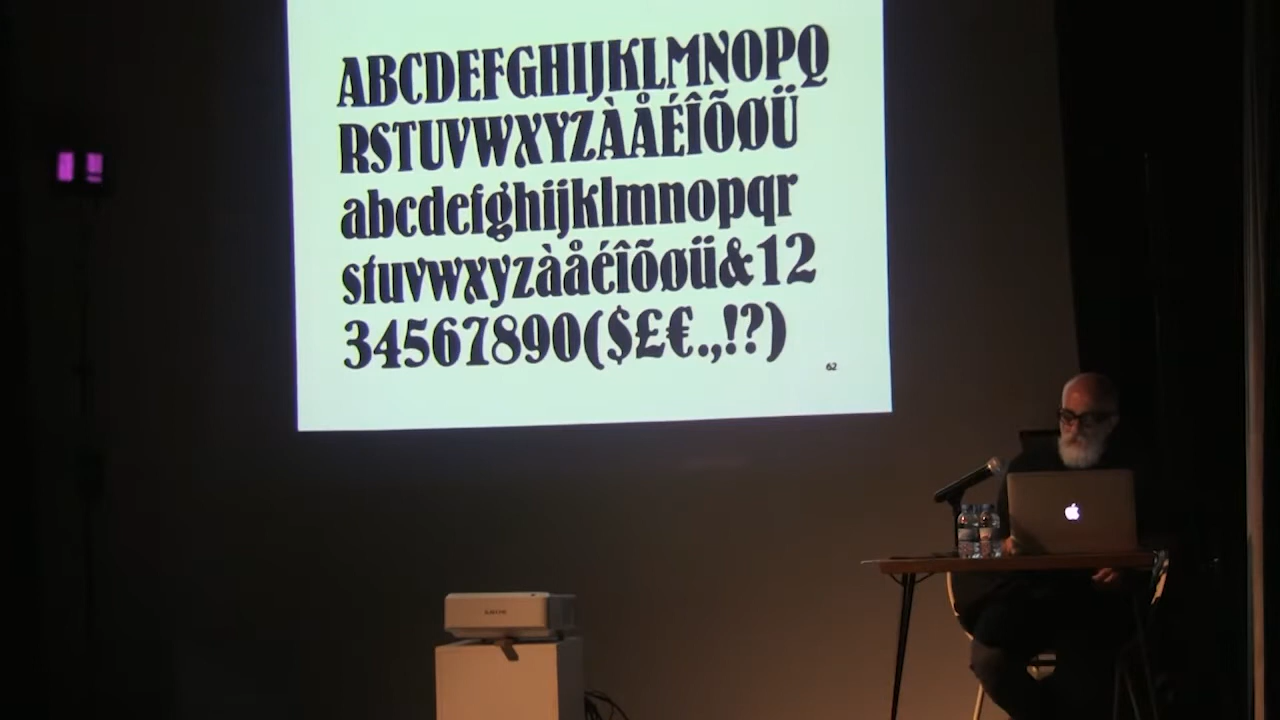 ABCDEFGHIJKLMNOPQ
RSTUVWXYZÀÅÉÎÕØÜ
abcdefghijklmnopqr
stuvwxyzàåéîõøü&12
34567890($£€.,!?)
62